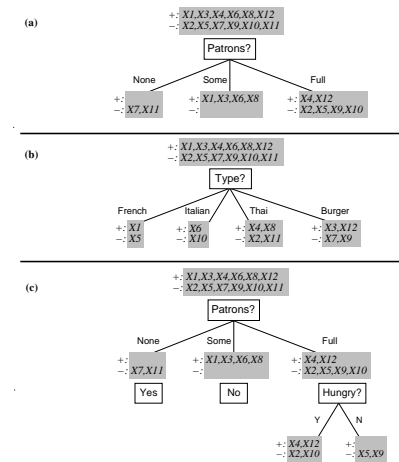 (a)
+: X1,X3,X4,X6,X8,X12
−: X2,X5,X7,X9,X10,X11
Patrons?
None Some Full
+: +: X1,X3,X6,X8 +: X4,X12
−: X7,X11 −: −: X2,X5,X9,X10
(b)
+: X1,X3,X4,X6,X8,X12
−: X2,X5,X7,X9,X10,X11
Type?
French Italian Thai Burger
+: X1 +: X6 +: X4,X8 +: X3,X12
−: X5 −: X10 −: X2,X11 −: X7,X9
(c)
+: X1,X3,X4,X6,X8,X12
−: X2,X5,X7,X9,X10,X11
Patrons?
None Some Full
+: +: X1,X3,X6,X8 +: X4,X12
−: X7,X11 −: −: X2,X5,X9,X10
Yes No Hungry?
Y N
+: X4,X12 +:
−: X2,X10 −: X5,X9